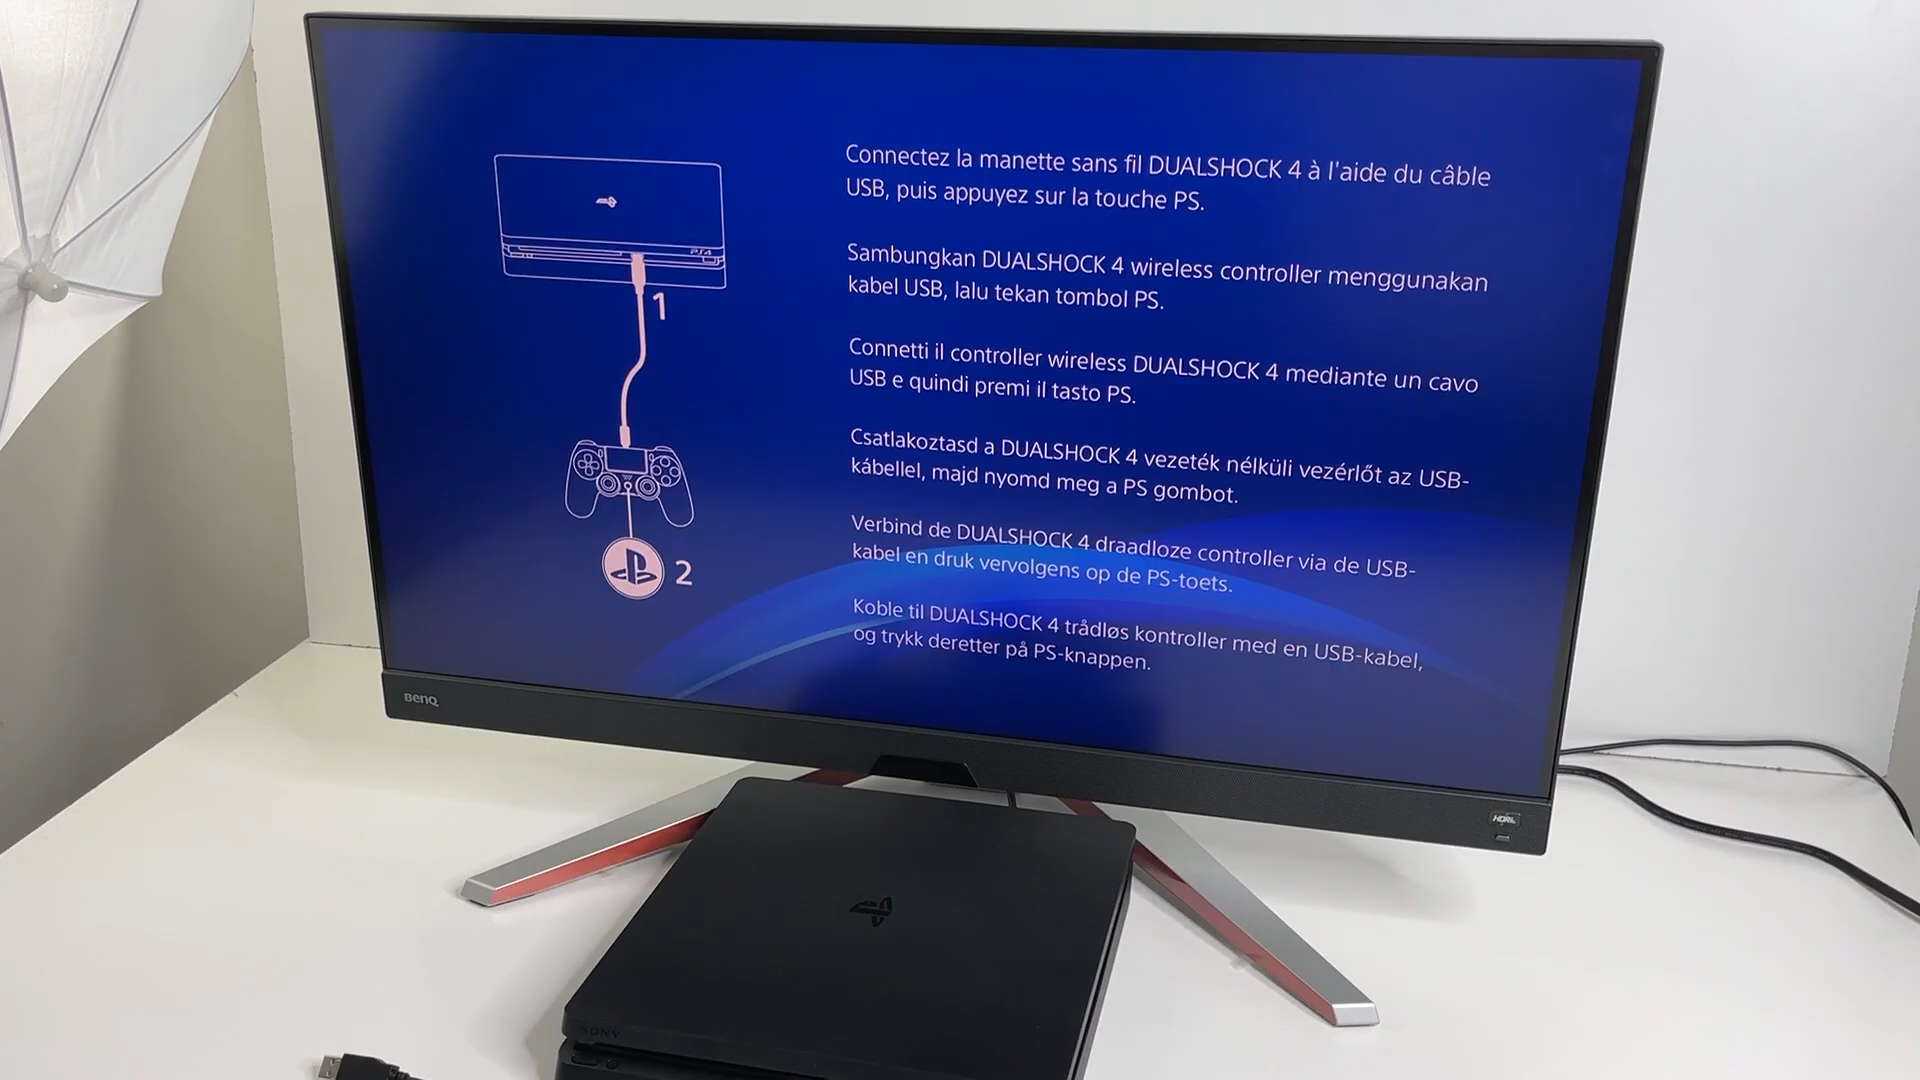 Connectez la manette sans fil DUALSHOCK 4 à l'aide du câble
USB, puis appuyez sur la touche PS.
Sambungkan DUALSHOCK 4 wireless controller menggunakan
kabel USB, lalu tekan tombol PS.
Connetti il controller wireless DUALSHOCK 4 mediante un cavo
USB e quindi premi il tasto PS.
Csatlakoztasd a DUALSHOCK 4 vezeték nélküli vezérlőt az USB-
kábellel, majd nyomd meg a PS gombot.
Verbind de DUALSHOCK 4 draadloze controller via de USB-
kabel en druk vervolgens op de PS-toets.
Koble til DUALSHOCK 4 trådløs kontroller med en USB-kabel,
og trykk deretter på PS-knappen.
PS4
1
2
BenQ
HDRi
SONY